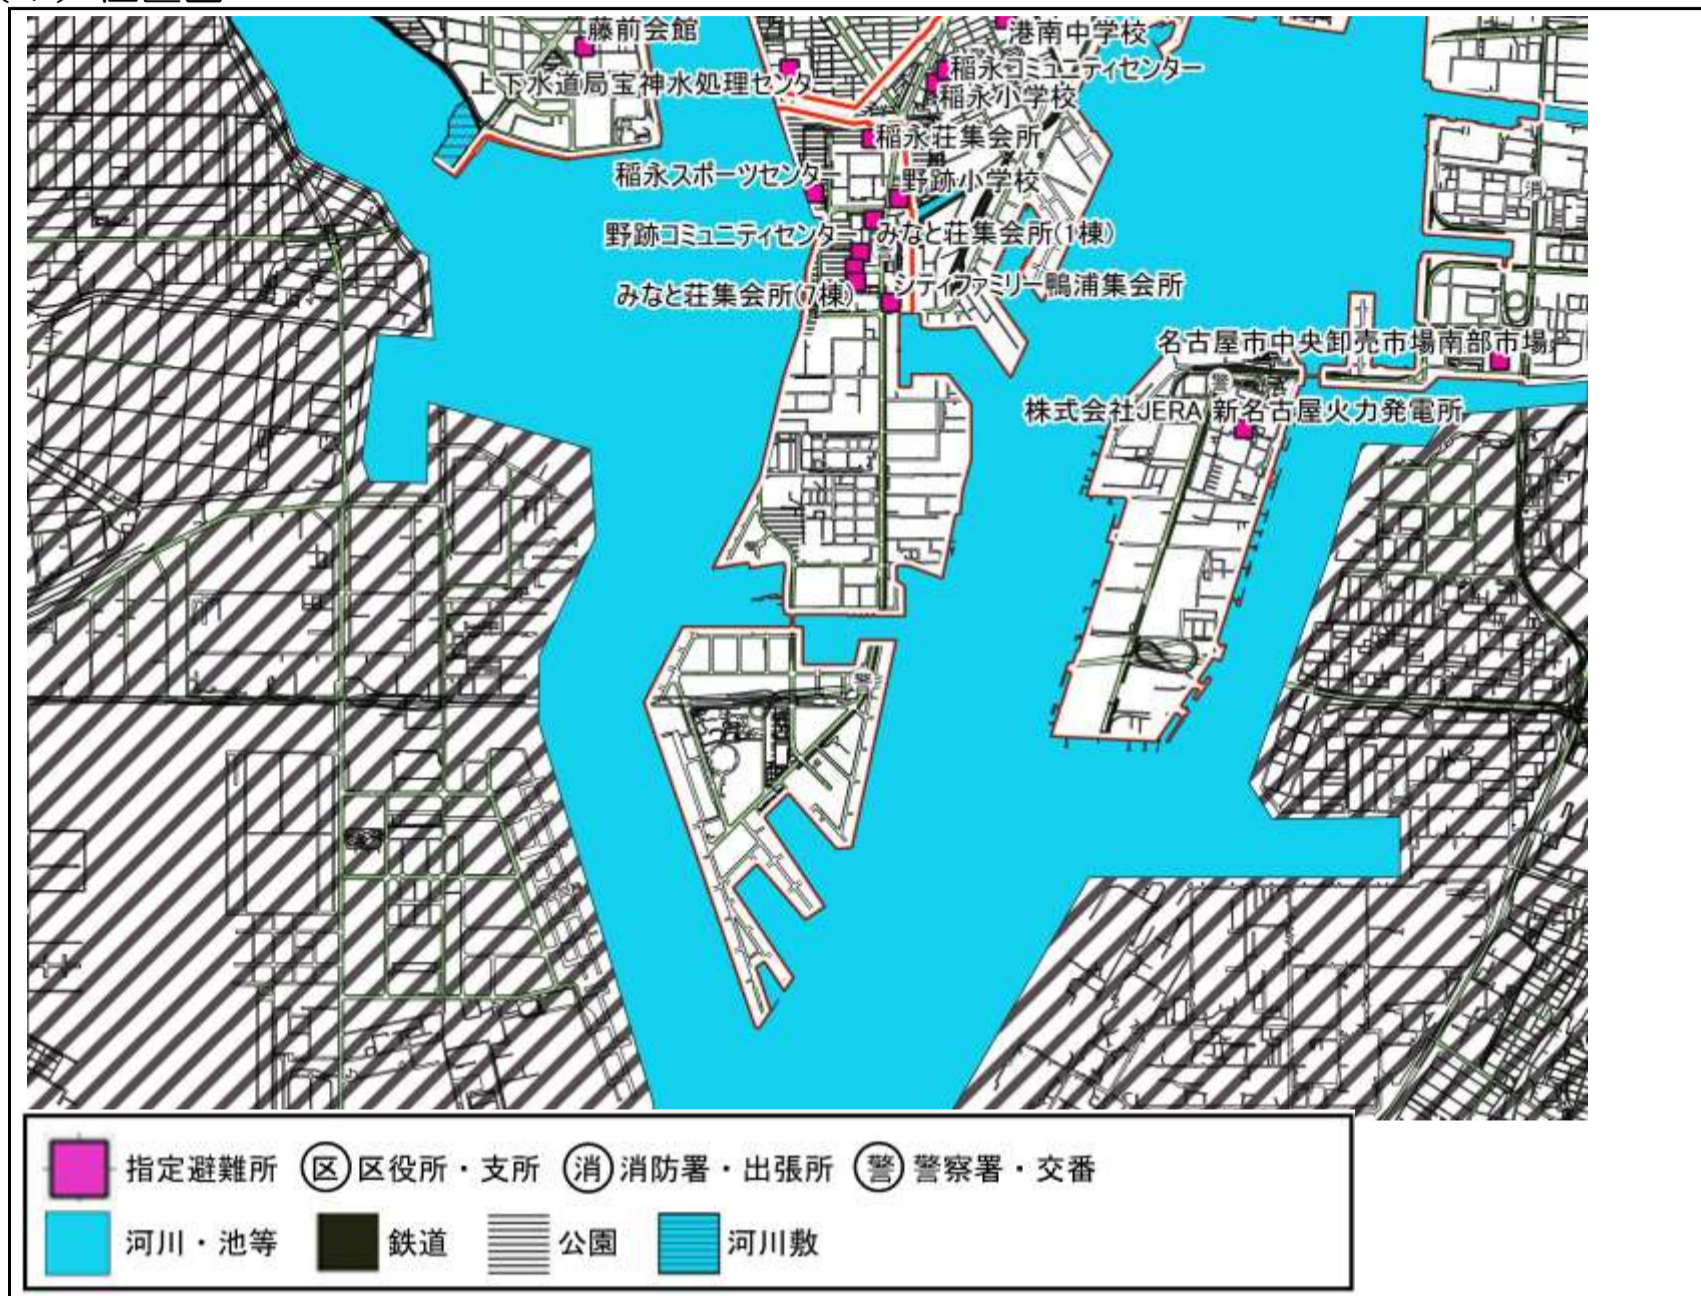 藤前会館
港南中学校
稲永コミュニティセンター
上下水道局宝神水処理センター
稲永小学校
稲永荘集会所
稲永スポーツセンター
野跡小学校
消
野跡コミュニティセンター
みなと荘集会所(1棟)
シティファミリー鴨浦集会所
みなと荘集会所(7棟)
名古屋市中央卸売市場南部市場
警
株式会社JERA 新名古屋火力発電所
警
指定避難所 区 区役所・支所 消 消防署・出張所 警 警察署・交番
河川・池等 鉄道 公園 河川敷